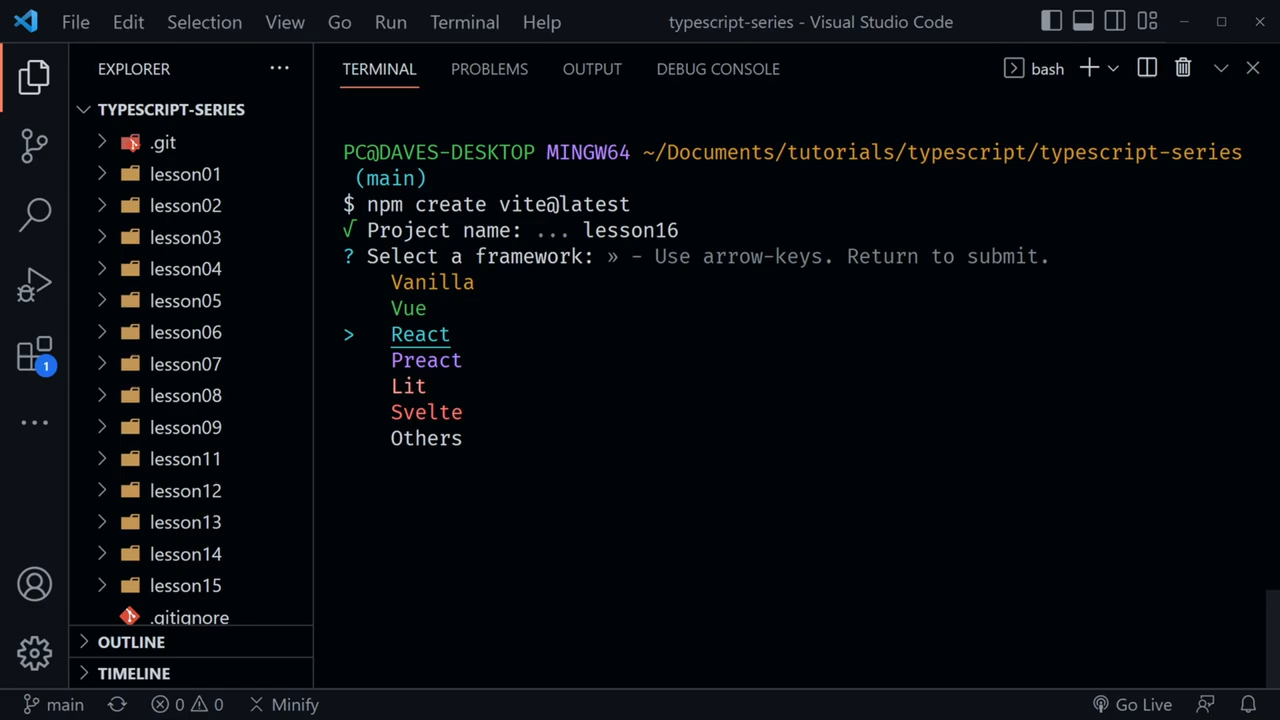 File Edit Selection View Go Run Terminal Help typescript-series - Visual Studio Code
EXPLORER
TYPESCRIPT-SERIES
.git
lesson01
lesson02
lesson03
lesson04
lesson05
lesson06
lesson07
lesson08
lesson09
lesson11
lesson12
lesson13
lesson14
lesson15
.gitignore
OUTLINE
TIMELINE
1
TERMINAL PROBLEMS OUTPUT DEBUG CONSOLE bash
PC@DAVES-DESKTOP MINGW64 ~/Documents/tutorials/typescript/typescript-series
(main)
$ npm create vite@latest
√ Project name: ... lesson16
? Select a framework: » - Use arrow-keys. Return to submit.
Vanilla
Vue
> React
Preact
Lit
Svelte
Others
main 0 0 Minify Go Live